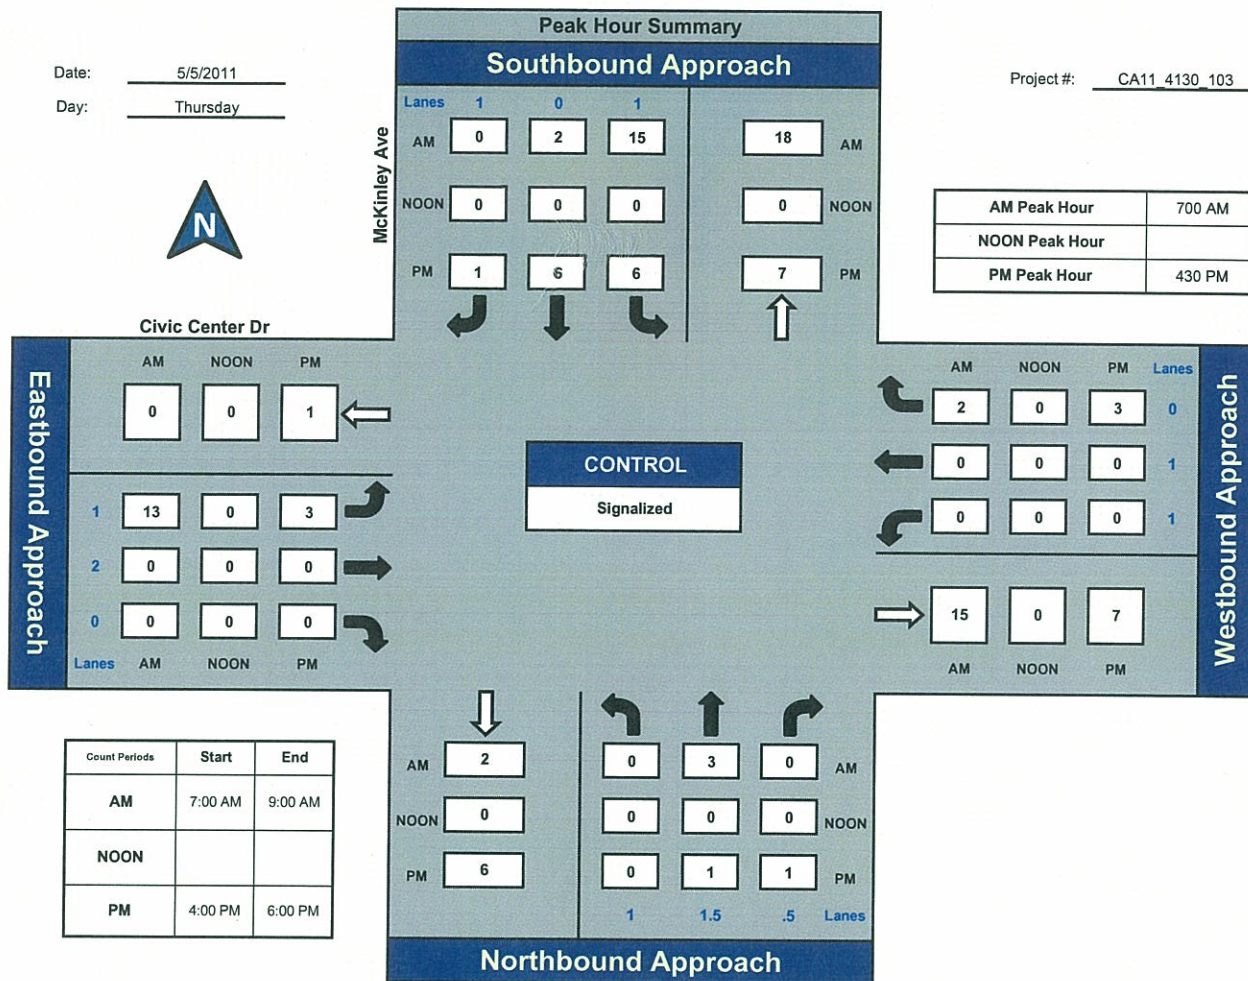 Peak Hour Summary
Southbound Approach
Date: 5/5/2011
Day: Thursday
Project #: CA11_4130_103
McKinley Ave
Lanes 1 0 1
AM 0 2 15 18 AM
NOON 0 0 0 0 NOON
PM 1 6 6 7 PM
N
AM Peak Hour 700 AM
NOON Peak Hour
PM Peak Hour 430 PM
Civic Center Dr
Eastbound Approach
AM NOON PM
0 0 1
1 13 0 3
2 0 0 0
0 0 0 0
Lanes AM NOON PM
CONTROL
Signalized
Westbound Approach
AM NOON PM Lanes
2 0 3 0
0 0 0 1
0 0 0 1
15 0 7
AM NOON PM
Count Periods Start End
AM 7:00 AM 9:00 AM
NOON
PM 4:00 PM 6:00 PM
AM 2 0 3 0 AM
NOON 0 0 0 0 NOON
PM 6 0 1 1 PM
1 1.5 .5 Lanes
Northbound Approach